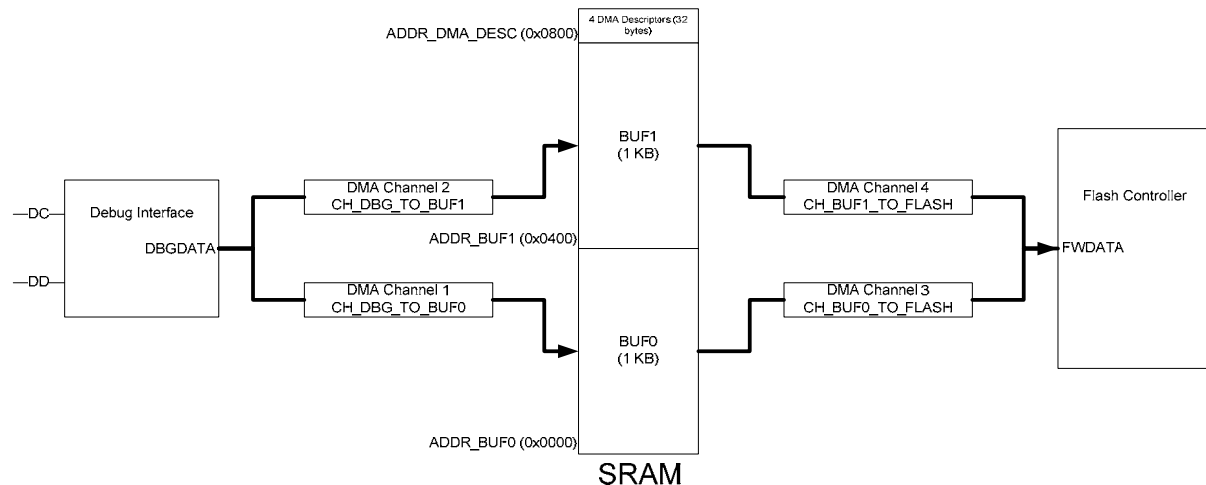 4 DMA Descriptors (32
bytes)
ADDR_DMA_DESC (0x0800)
BUF1
(1 KB)
DMA Channel 2
CH_DBG_TO_BUF1
DMA Channel 4
CH_BUF1_TO_FLASH
Flash Controller
DC
Debug Interface
DBGDATA
ADDR_BUF1 (0x0400)
FWDATA
DD
DMA Channel 1
CH_DBG_TO_BUF0
DMA Channel 3
CH_BUF0_TO_FLASH
BUF0
(1 KB)
ADDR_BUF0 (0x0000)
SRAM